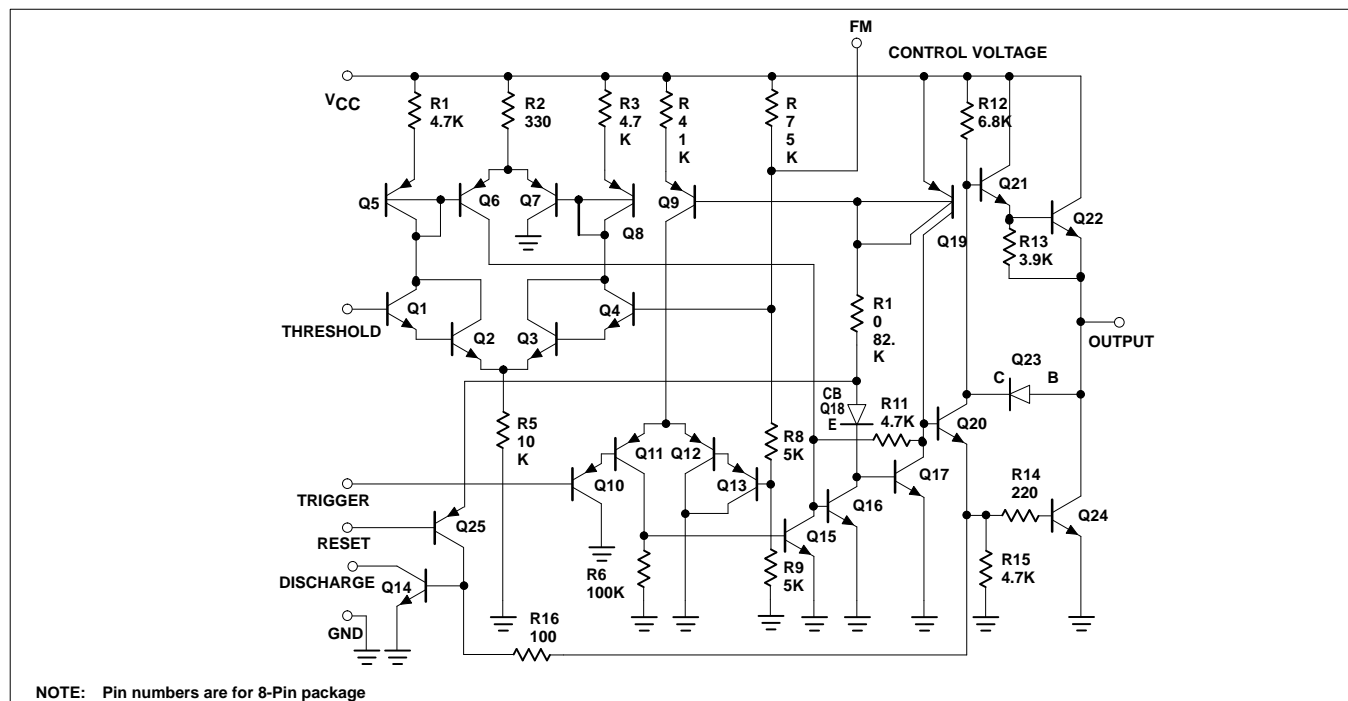 FM
CONTROL VOLTAGE
VCC
R1
4.7K
R2
330
R3
4.7
K
R
4
1
K
R
7
5
K
R12
6.8K
Q5
Q6
Q7
Q8
Q9
Q19
Q21
Q22
R13
3.9K
THRESHOLD
Q1
Q2
Q3
Q4
R1
0
82.
K
OUTPUT
Q23
C
B
CB
Q18
E
R11
4.7K
Q20
R5
10
K
Q11
Q12
R8
5K
Q10
Q13
Q17
R14
220
TRIGGER
Q16
Q24
Q25
RESET
Q15
DISCHARGE
Q14
R6
100K
R9
5K
R15
4.7K
GND
R16
100
NOTE: Pin numbers are for 8-Pin package